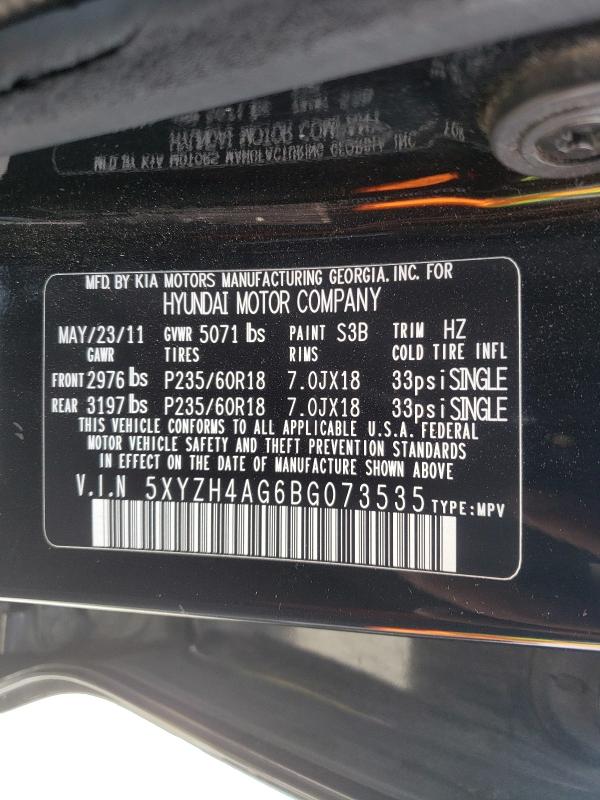 MFD. BY KIA MOTORS MANUFACTURING GEORGIA. INC. FOR
HYUNDAI MOTOR COMPANY
MAY/23/11 GVWR 5071 lbs PAINT S3B TRIM HZ
GAWR TIRES RIMS COLD TIRE INFL
FRONT 2976 lbs P235/60R18 7.0JX18 33psi SINGLE
REAR 3197 lbs P235/60R18 7.0JX18 33psi SINGLE
THIS VEHICLE CONFORMS TO ALL APPLICABLE U.S.A. FEDERAL
MOTOR VEHICLE SAFETY AND THEFT PREVENTION STANDARDS
IN EFFECT ON THE DATE OF MANUFACTURE SHOWN ABOVE
V.I.N 5XYZH4AG6BG073535 TYPE:MPV